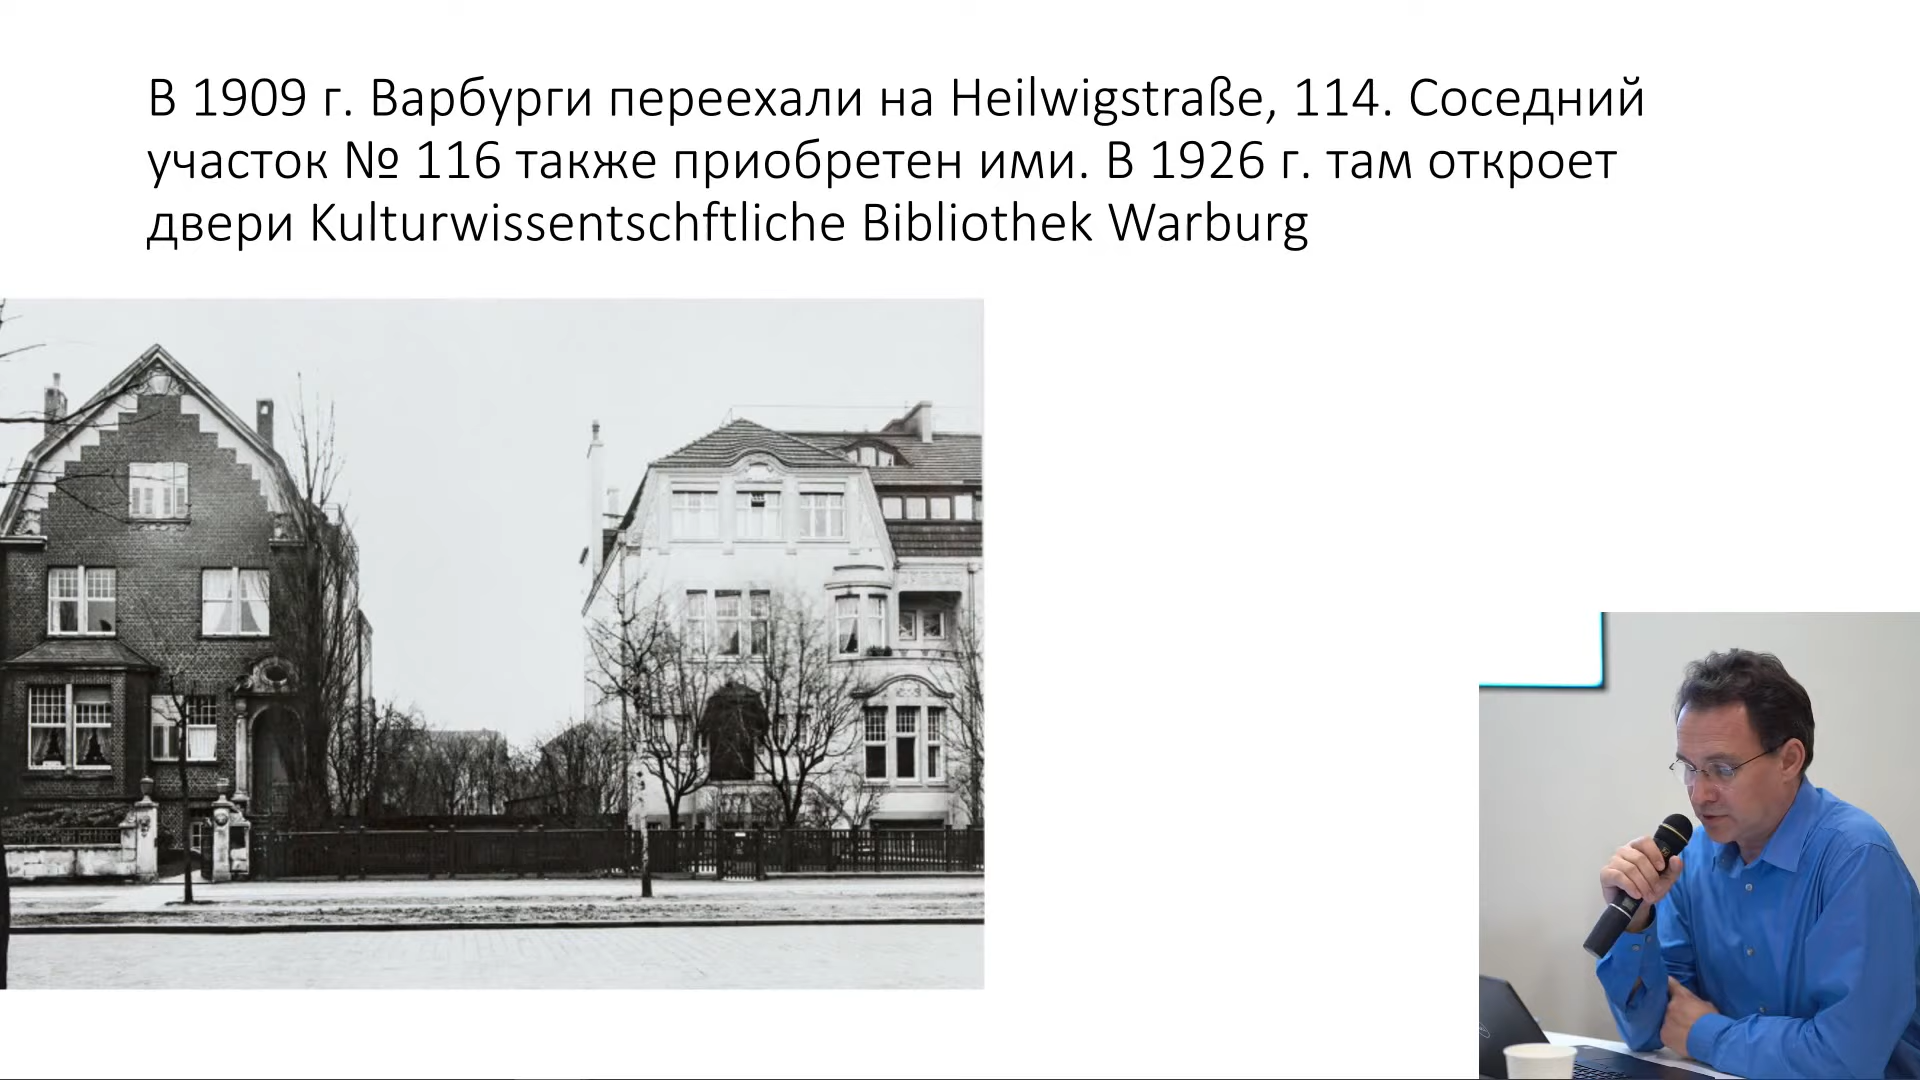 В 1909 г. Варбурги переехали на Heilwigstraße, 114. Соседний
участок № 116 также приобретен ими. В 1926 г. там откроет
двери Kulturwissentschftliche Bibliothek Warburg